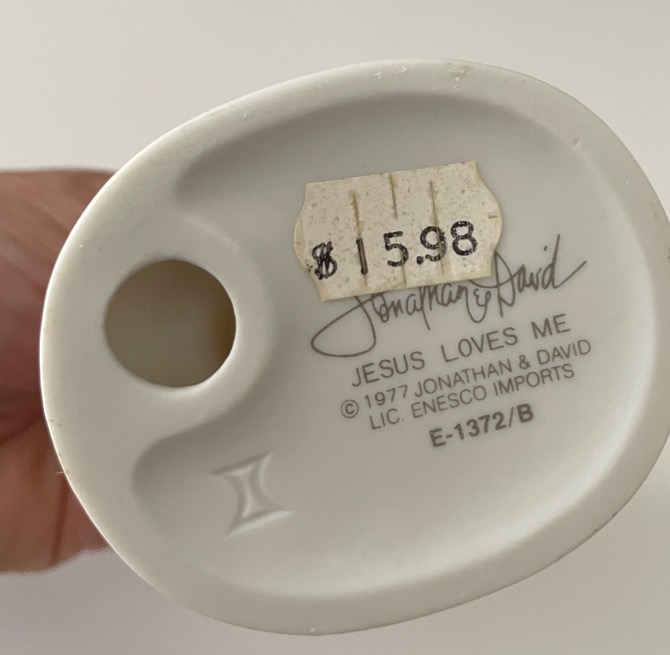 $ 15.98
Jonathan & David
JESUS LOVES ME
© 1977 JONATHAN & DAVID
LIC. ENESCO IMPORTS
E-1372/B